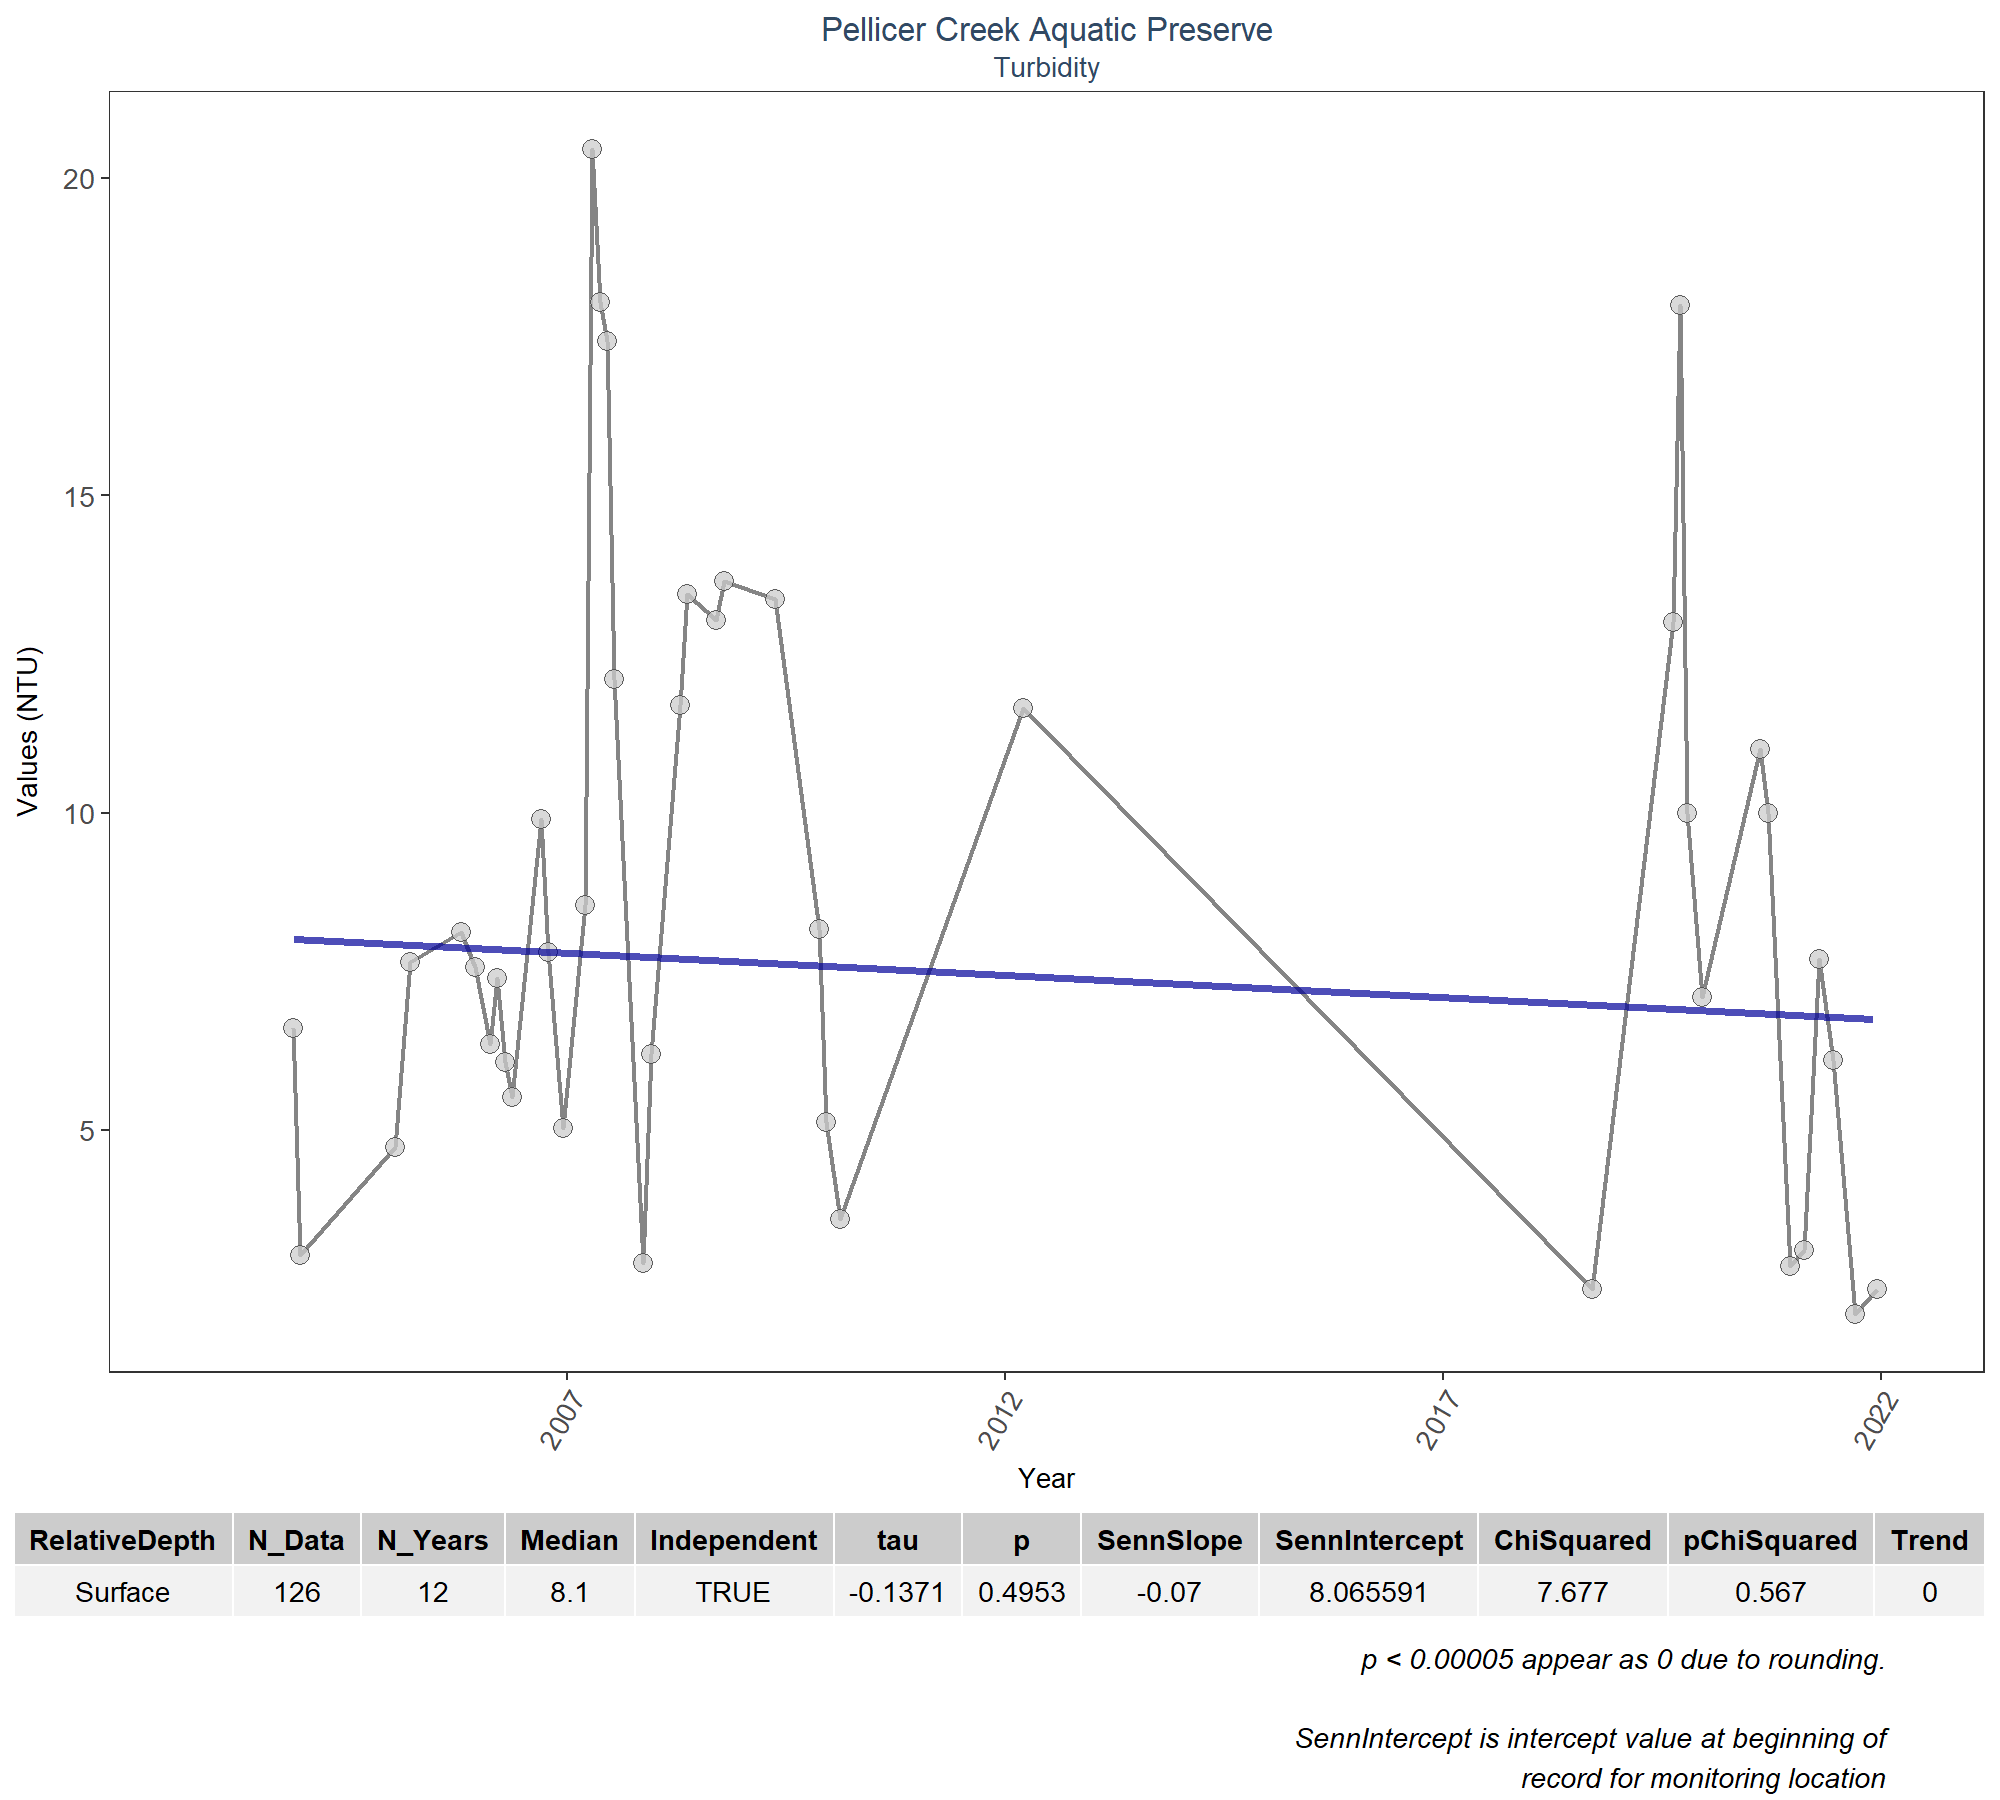 Pellicer Creek Aquatic Preserve
Turbidity
20
15
10
5
Values (NTU)
2007
2012
2017
2022
Year
RelativeDepth N_Data N_Years Median Independent tau p SennSlope SennIntercept ChiSquared pChiSquared Trend
Surface 126 12 8.1 TRUE -0.1371 0.4953 -0.07 8.065591 7.677 0.567 0
p < 0.00005 appear as 0 due to rounding.
SennIntercept is intercept value at beginning of
record for monitoring location